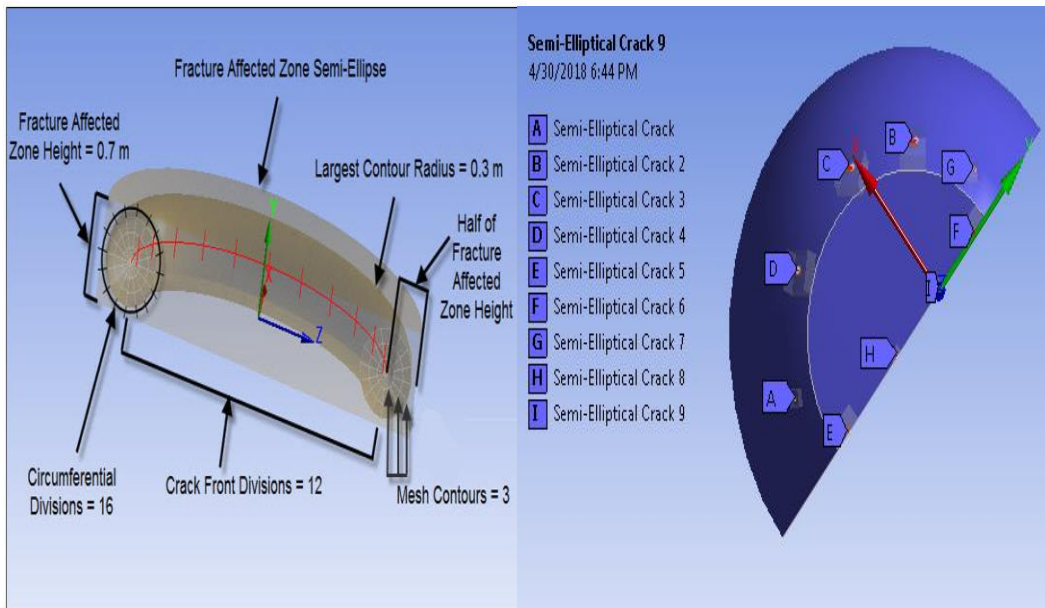 Fracture Affected Zone Semi-Ellipse
Fracture Affected
Zone Height = 0.7 m
Largest Contour Radius = 0.3 m
Half of
Fracture
Affected
Zone Height
Y
X
Z
Circumferential
Divisions = 16
Crack Front Divisions = 12
Mesh Contours = 3
Semi-Elliptical Crack 9
4/30/2018 6:44 PM
A Semi-Elliptical Crack
B Semi-Elliptical Crack 2
C Semi-Elliptical Crack 3
D Semi-Elliptical Crack 4
E Semi-Elliptical Crack 5
F Semi-Elliptical Crack 6
G Semi-Elliptical Crack 7
H Semi-Elliptical Crack 8
I Semi-Elliptical Crack 9
B
C
X
G
Y
F
D
I
H
A
E